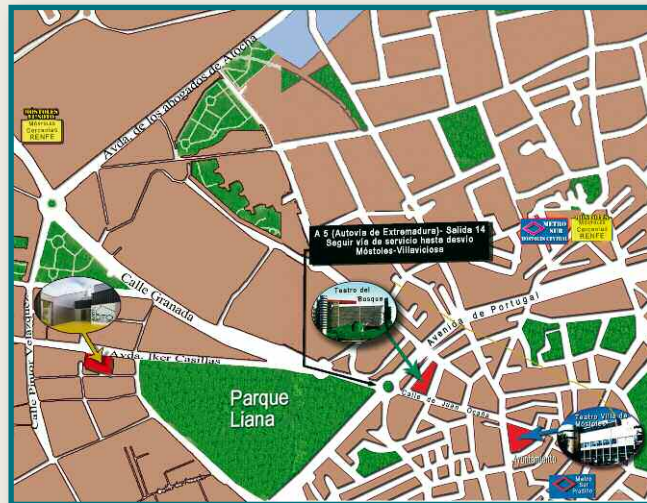 Avda. de los abogados de Atocha
MÓSTOLES
EL SOTO
MÓSTOLES
Cercanías
RENFE
A 5 (Autovía de Extremadura)- Salida 14
Seguir vía de servicio hasta desvío
Móstoles-Villaviciosa
METRO
SUR
MOSTOLES CENTRAL
MÓSTOLES
Cercanías
RENFE
Calle Granada
Teatro del
Bosque
Avenida de Portugal
Calle Pintor Velázquez
Avda. Iker Casillas
Parque
Liana
Calle de Juan Ocaña
Teatro Villa de
Móstoles
Ayuntamiento
Metro
Sur
Pradillo